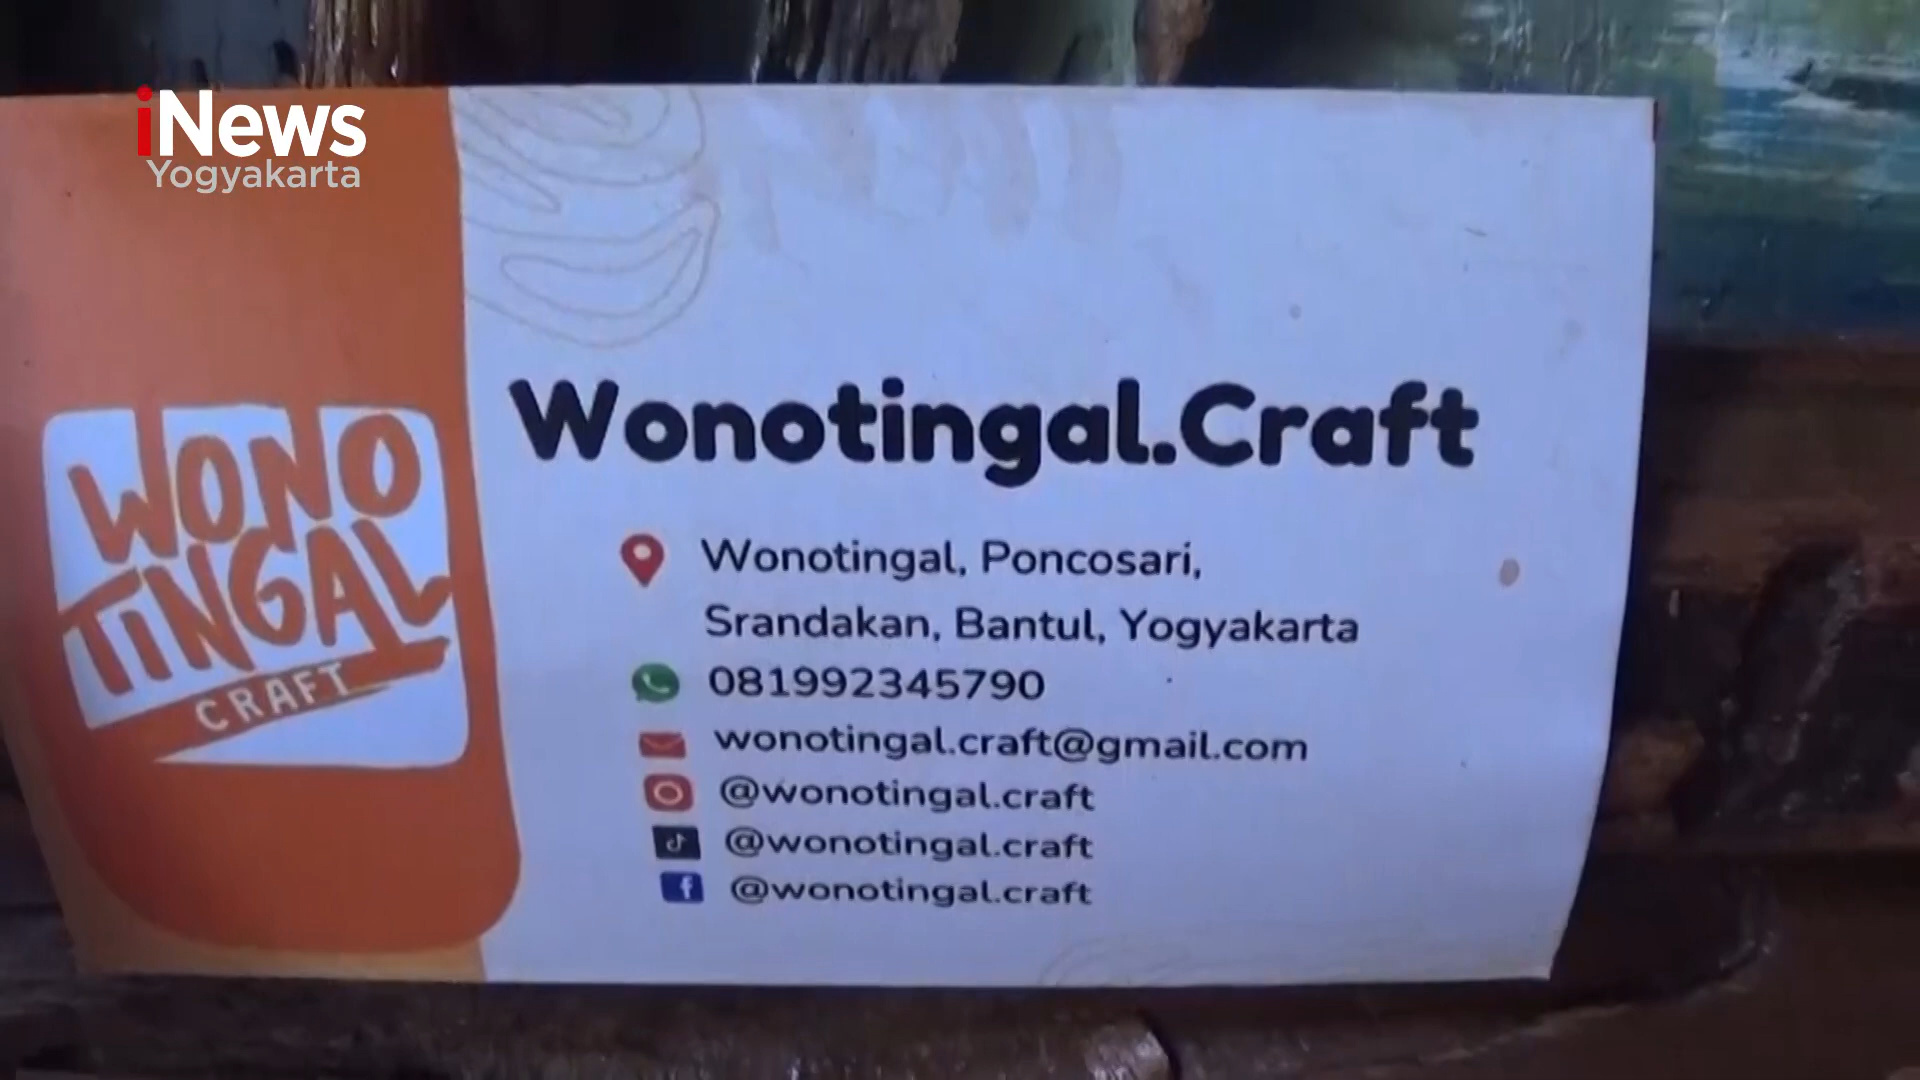 iNews
Yogyakarta
WONO
TINGAL
CRAFT
Wonotingal.Craft
Wonotingal, Poncosari,
Srandakan, Bantul, Yogyakarta
081992345790
wonotingal.craft@gmail.com
@wonotingal.craft
@wonotingal.craft
@wonotingal.craft